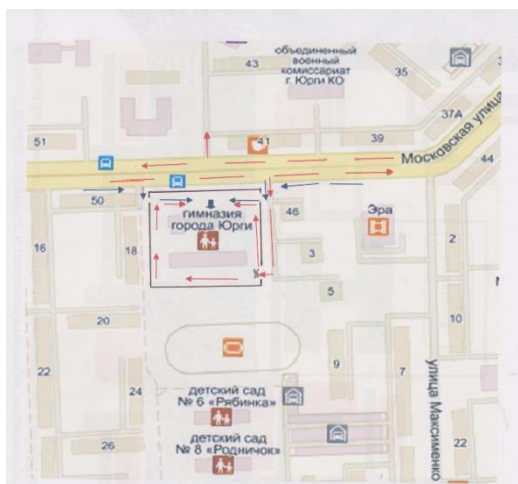 43
объединенный
военный
комиссариат
г. Юрги КО
35
37А
51
41
39
Московская улица
44
50
гимназия
города Юрги
46
Эра
16
18
3
2
5
20
10
22
24
9
7
детский сад
№ 6 «Рябинка»
улица Максименко
26
детский сад
№ 8 «Родничок»
22